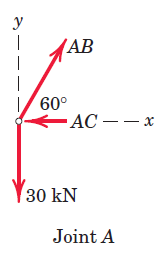 y
AB
60°
AC — — x
30 kN
Joint A